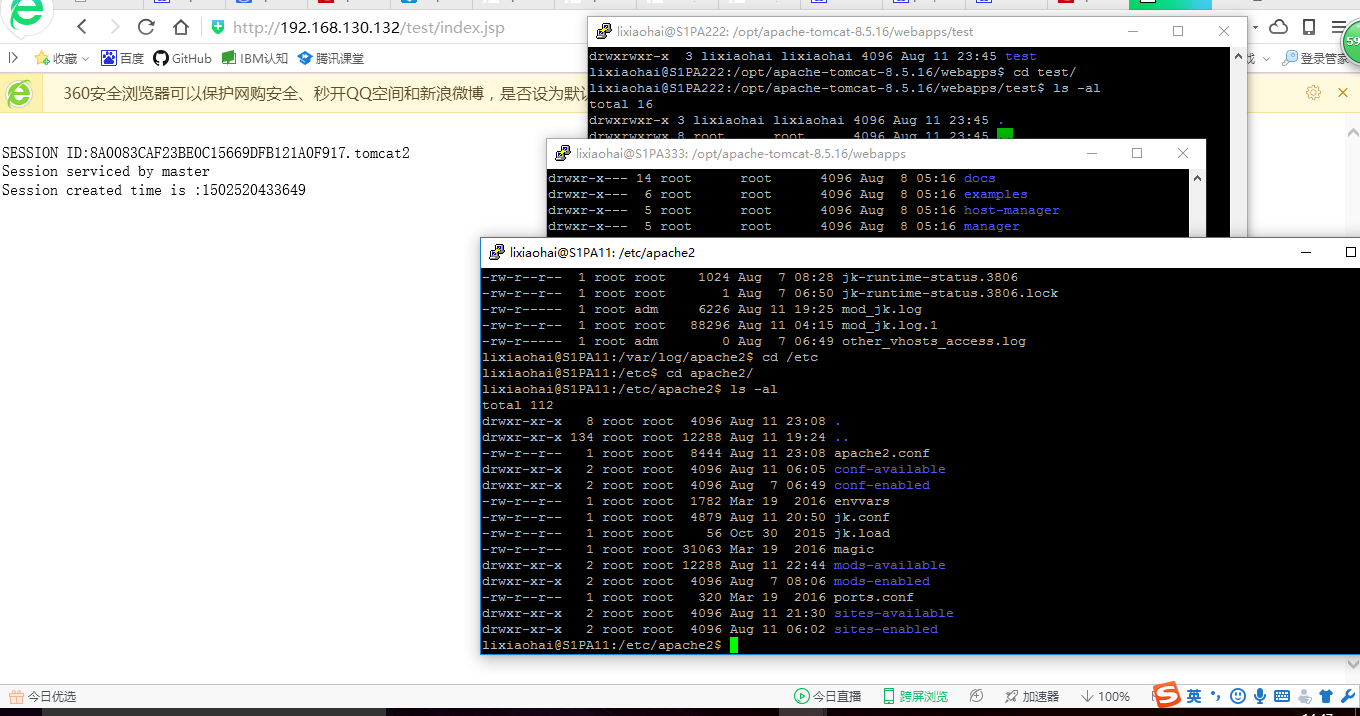 http://192.168.130.132/test/index.jsp
收藏 百度 GitHub IBM认知 腾讯课堂
登录管家
360安全浏览器可以保护网购安全、秒开QQ空间和新浪微博，是否设为默认
59
SESSION ID:8A0083CAF23BE0C15669DFB121A0F917.tomcat2
Session serviced by master
Session created time is :1502520433649
lixiaohai@S1PA222: /opt/apache-tomcat-8.5.16/webapps/test
drwxrwxr-x 3 lixiaohai lixiaohai 4096 Aug 11 23:45 test
lixiaohai@S1PA222:/opt/apache-tomcat-8.5.16/webapps$ cd test/
lixiaohai@S1PA222:/opt/apache-tomcat-8.5.16/webapps/test$ ls -al
total 16
drwxrwxr-x 3 lixiaohai lixiaohai 4096 Aug 11 23:45 .
drwxrwxrwx 8 root root 4096 Aug 11 23:45
lixiaohai@S1PA333: /opt/apache-tomcat-8.5.16/webapps
drwxr-x--- 14 root root 4096 Aug 8 05:16 docs
drwxr-x--- 6 root root 4096 Aug 8 05:16 examples
drwxr-x--- 5 root root 4096 Aug 8 05:16 host-manager
drwxr-x--- 5 root root 4096 Aug 8 05:16 manager
lixiaohai@S1PA11: /etc/apache2
-rw-r--r-- 1 root root 1024 Aug 7 08:28 jk-runtime-status.3806
-rw-r--r-- 1 root root 1 Aug 7 06:50 jk-runtime-status.3806.lock
-rw-r----- 1 root adm 6226 Aug 11 19:25 mod_jk.log
-rw-r--r-- 1 root root 88296 Aug 11 04:15 mod_jk.log.1
-rw-r----- 1 root adm 0 Aug 7 06:49 other_vhosts_access.log
lixiaohai@S1PA11:/var/log/apache2$ cd /etc
lixiaohai@S1PA11:/etc$ cd apache2/
lixiaohai@S1PA11:/etc/apache2$ ls -al
total 112
drwxr-xr-x 8 root root 4096 Aug 11 23:08 .
drwxr-xr-x 134 root root 12288 Aug 11 19:24 ..
-rw-r--r-- 1 root root 8444 Aug 11 23:08 apache2.conf
drwxr-xr-x 2 root root 4096 Aug 11 06:05 conf-available
drwxr-xr-x 2 root root 4096 Aug 7 06:49 conf-enabled
-rw-r--r-- 1 root root 1782 Mar 19 2016 envvars
-rw-r--r-- 1 root root 4879 Aug 11 20:50 jk.conf
-rw-r--r-- 1 root root 56 Oct 30 2015 jk.load
-rw-r--r-- 1 root root 31063 Mar 19 2016 magic
drwxr-xr-x 2 root root 12288 Aug 11 22:44 mods-available
drwxr-xr-x 2 root root 4096 Aug 7 08:06 mods-enabled
-rw-r--r-- 1 root root 320 Mar 19 2016 ports.conf
drwxr-xr-x 2 root root 4096 Aug 11 21:30 sites-available
drwxr-xr-x 2 root root 4096 Aug 11 06:02 sites-enabled
lixiaohai@S1PA11:/etc/apache2$
今日优选 今日直播 跨屏浏览 加速器 100% 英